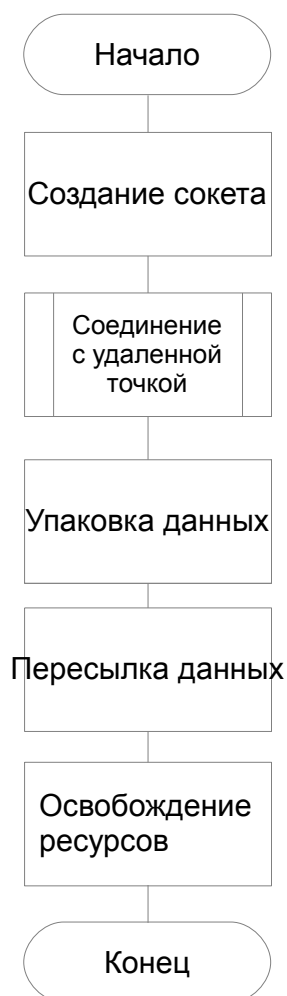 Начало
Создание сокета
Соединение
с удаленной
точкой
Упаковка данных
Пересылка данных
Освобождение
ресурсов
Конец